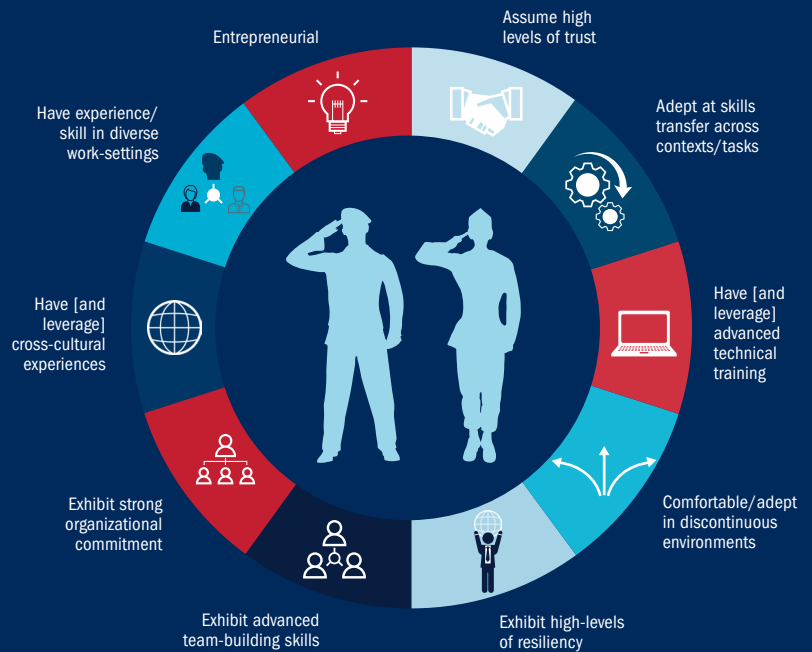 Entrepreneurial
Assume high
levels of trust
Adept at skills
transfer across
contexts/tasks
Have [and
leverage]
advanced
technical
training
Comfortable/adept
in discontinuous
environments
Exhibit high-levels
of resiliency
Exhibit advanced
team-building skills
Exhibit strong
organizational
commitment
Have [and
leverage]
cross-cultural
experiences
Have experience/
skill in diverse
work-settings